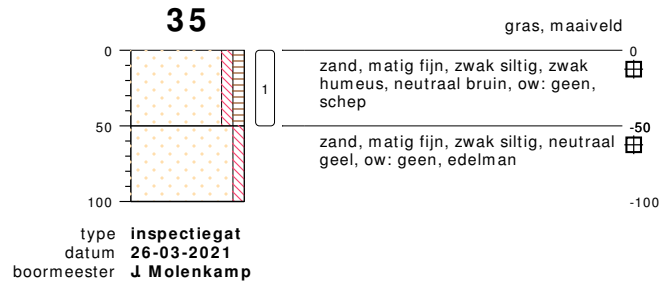 35
gras, maaiveld
0
0
zand, matig fijn, zwak siltig, zwak
humeus, neutraal bruin, ow: geen,
schep
1
50
-50
zand, matig fijn, zwak siltig, neutraal
geel, ow: geen, edelman
100
-100
type inspectiegat
datum 26-03-2021
boormeester J. Molenkamp